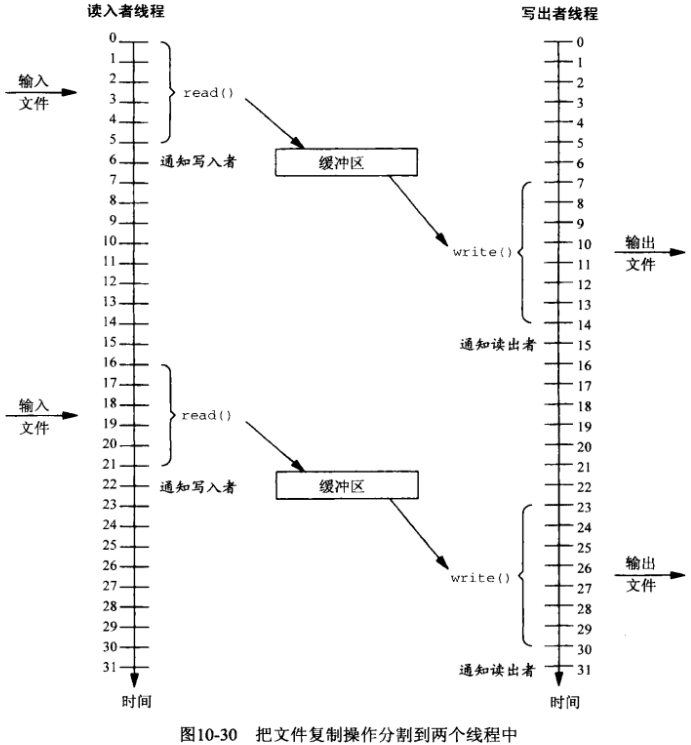 读入者线程
写出者线程
0
1
2
3
4
5
6
7
8
9
10
11
12
13
14
15
16
17
18
19
20
21
22
23
24
25
26
27
28
29
30
31
时间
输入
文件
read()
通知写入者
缓冲区
write()
输出
文件
通知读出者
输入
文件
read()
通知写入者
缓冲区
write()
输出
文件
通知读出者
0
1
2
3
4
5
6
7
8
9
10
11
12
13
14
15
16
17
18
19
20
21
22
23
24
25
26
27
28
29
30
31
时间
图10-30 把文件复制操作分割到两个线程中